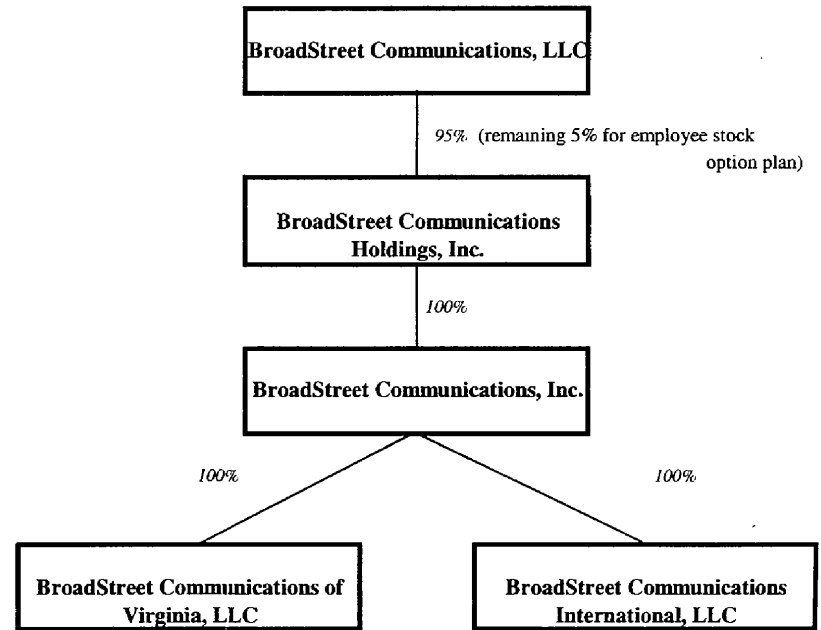 BroadStreet Communications, LLC
95% (remaining 5% for employee stock
option plan)
BroadStreet Communications
Holdings, Inc.
100%
BroadStreet Communications, Inc.
100%
100%
BroadStreet Communications of
Virginia, LLC
BroadStreet Communications
International, LLC